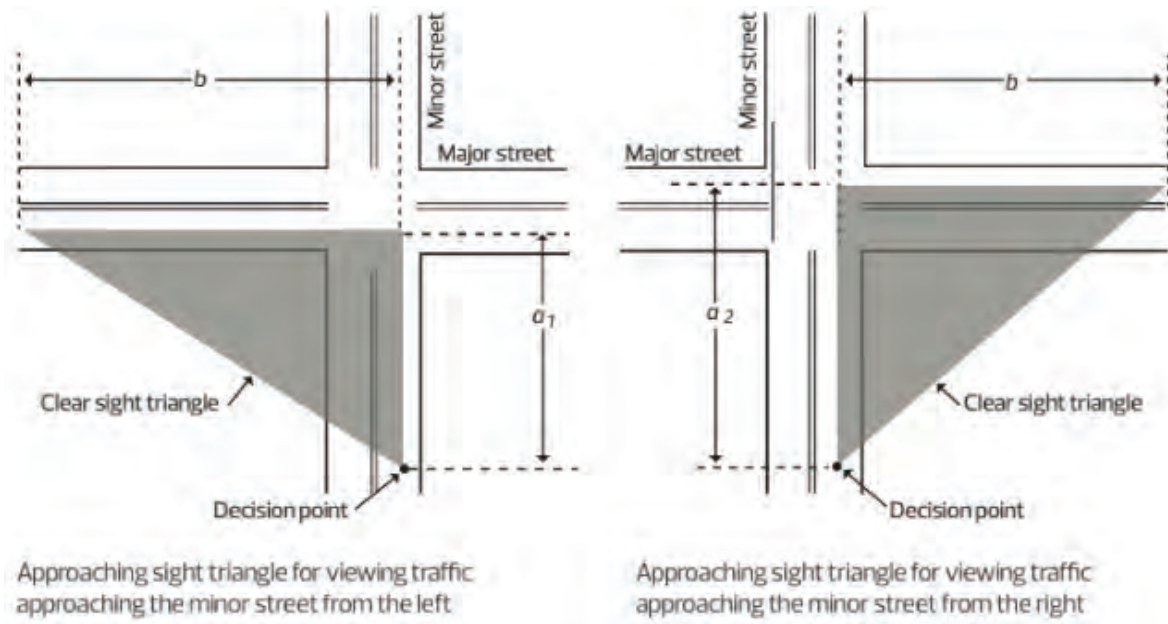 b
Minor street
Major street
a1
Clear sight triangle
Decision point
Approaching sight triangle for viewing traffic
approaching the minor street from the left
b
Minor street
Major street
a2
Clear sight triangle
Decision point
Approaching sight triangle for viewing traffic
approaching the minor street from the right